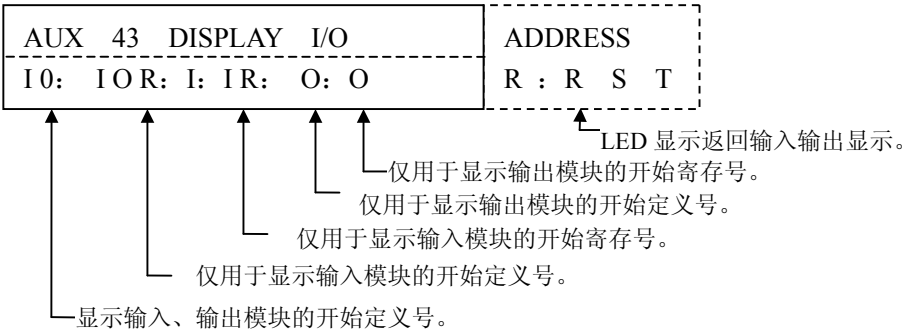 AUX 43 DISPLAY I/O ADDRESS
I 0： I O R：I：I R： O：O R：R S T
LED 显示返回输入输出显示。
仅用于显示输出模块的开始寄存号。
仅用于显示输出模块的开始定义号。
仅用于显示输入模块的开始寄存号。
仅用于显示输入模块的开始定义号。
显示输入、输出模块的开始定义号。